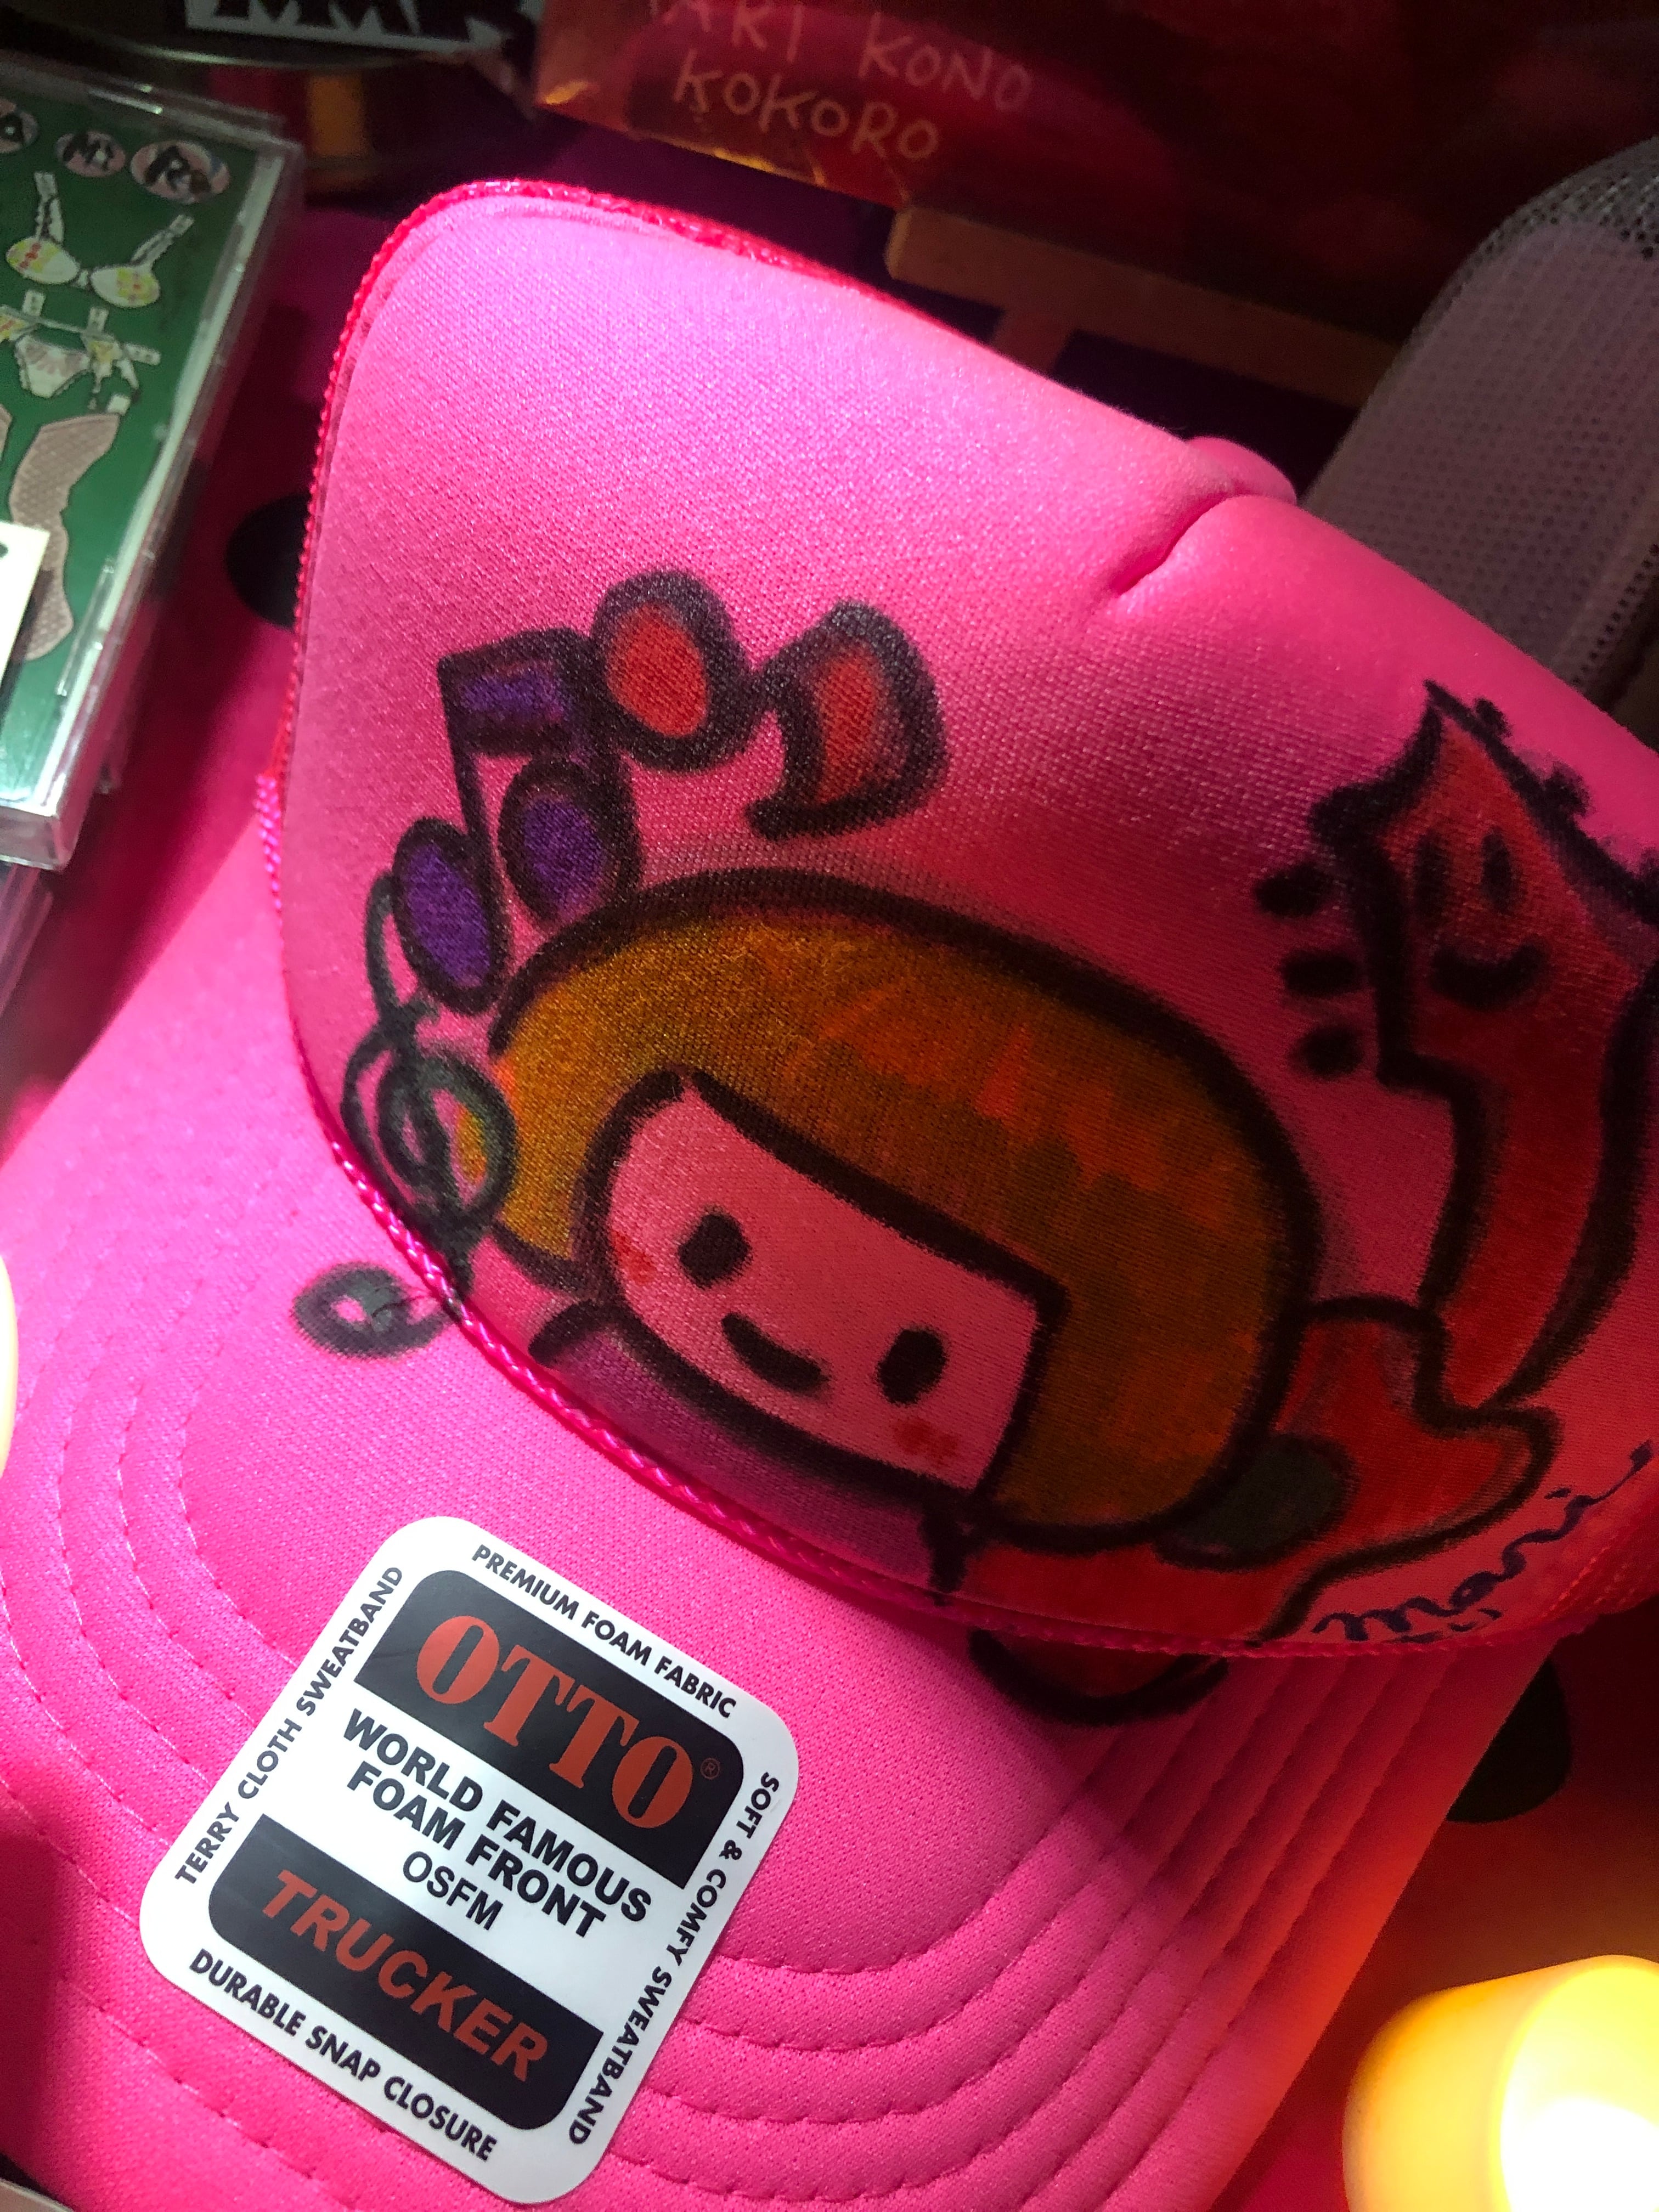 KONO
KOKORO
MI
PREMIUM FOAM FABRIC
OTTO®
WORLD FAMOUS
FOAM FRONT
OSFM
TRUCKER
SOFT & COMFY SWEATBAND
DURABLE SNAP CLOSURE
TERRY CLOTH SWEATBAND